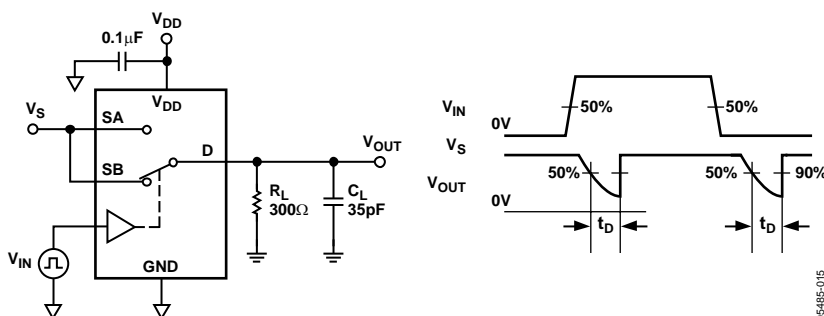 VDD
0.1μF
VDD
VS
SA
SB
D
VOUT
RL
300Ω
CL
35pF
VIN
GND
VIN
50%
50%
0V
VS
VOUT
50%
50%
90%
0V
tD
tD
05485-015